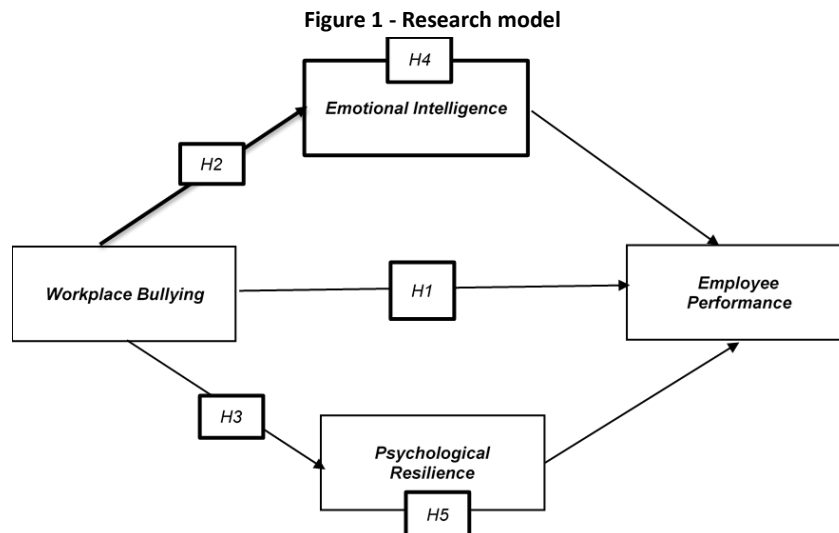 Figure 1 - Research model
H4
Emotional Intelligence
H2
Workplace Bullying
H1
Employee
Performance
H3
Psychological
Resilience
H5